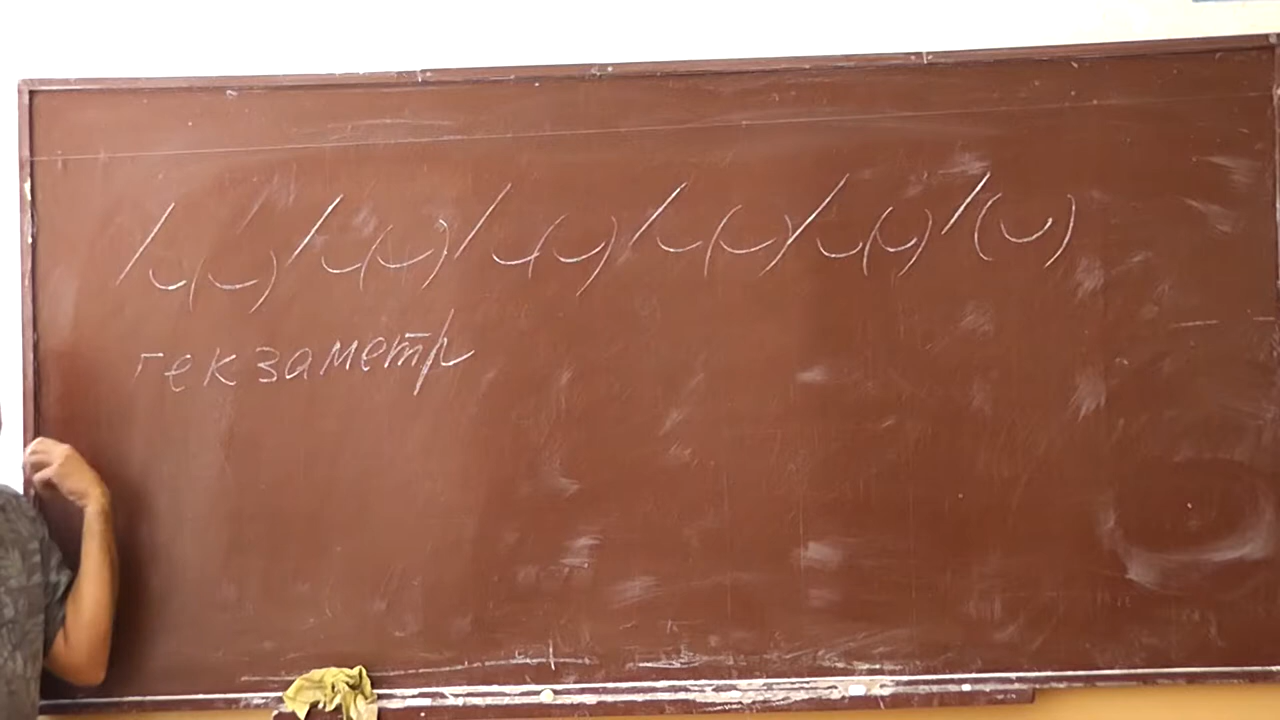 / ∪ (∪) / ∪ (∪) / ∪ (∪) / ∪ (∪) / ∪ (∪) / (∪)
гекзаметр